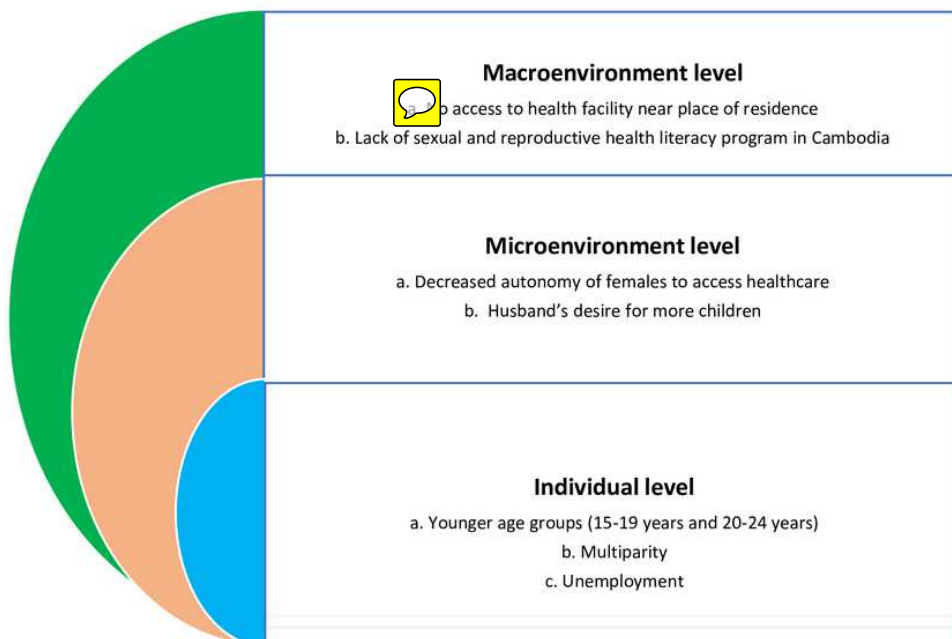 Macroenvironment level
access to health facility near place of residence
b. Lack of sexual and reproductive health literacy program in Cambodia
Microenvironment level
a. Decreased autonomy of females to access healthcare
b. Husband’s desire for more children
Individual level
a. Younger age groups (15-19 years and 20-24 years)
b. Multiparity
c. Unemployment